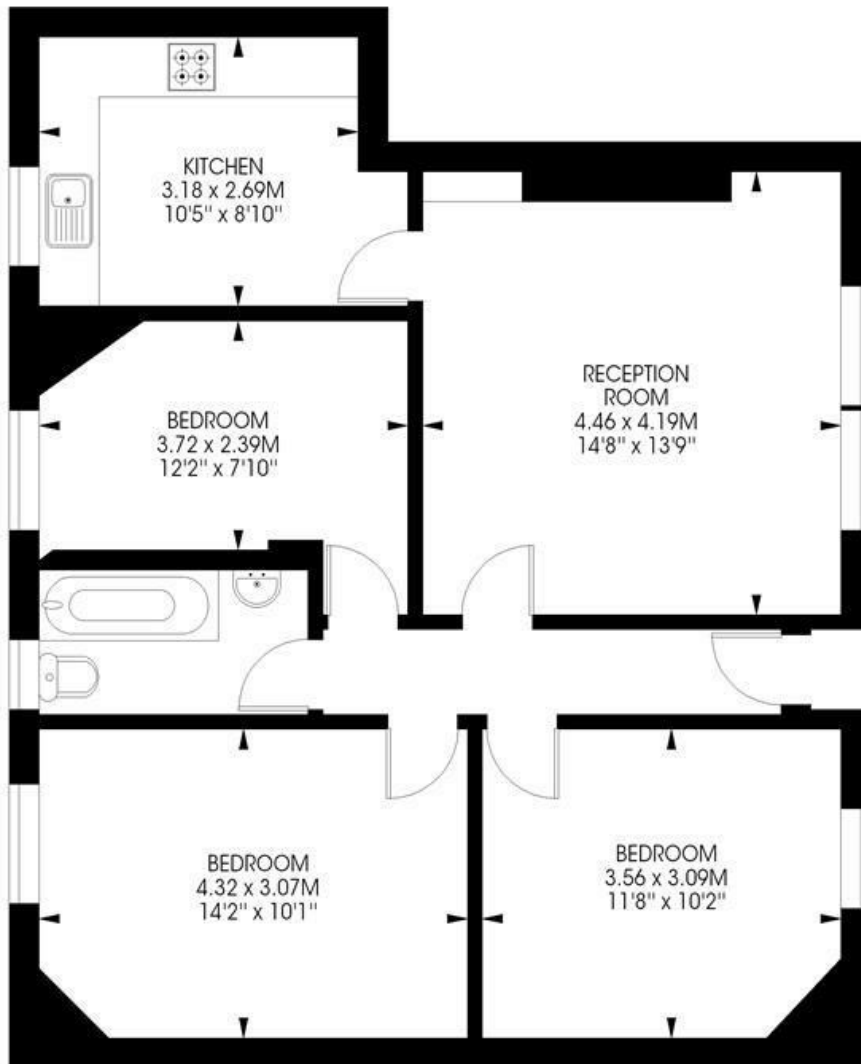 KITCHEN
3.18 x 2.69M
10'5" x 8'10"
RECEPTION
ROOM
4.46 x 4.19M
14'8" x 13'9"
BEDROOM
3.72 x 2.39M
12'2" x 7'10"
BEDROOM
4.32 x 3.07M
14'2" x 10'1"
BEDROOM
3.56 x 3.09M
11'8" x 10'2"